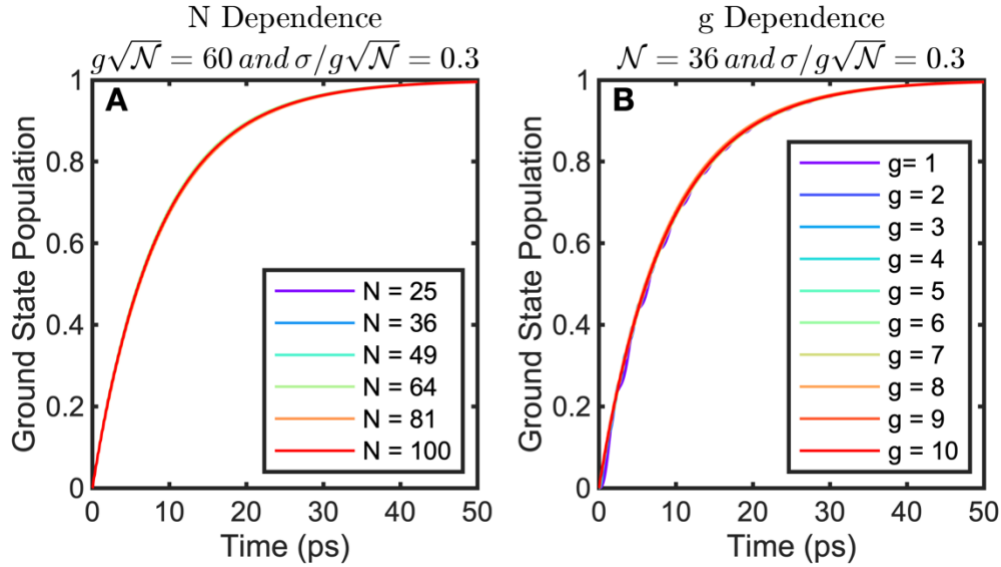 N Dependence
g√𝒩 = 60 and σ/g√𝒩 = 0.3
A
1
0.8
0.6
0.4
0.2
0
0 10 20 30 40 50
Ground State Population
Time (ps)
N = 25
N = 36
N = 49
N = 64
N = 81
N = 100
g Dependence
𝒩 = 36 and σ/g√𝒩 = 0.3
B
1
0.8
0.6
0.4
0.2
0
0 10 20 30 40 50
Ground State Population
Time (ps)
g= 1
g = 2
g = 3
g = 4
g = 5
g = 6
g = 7
g = 8
g = 9
g = 10